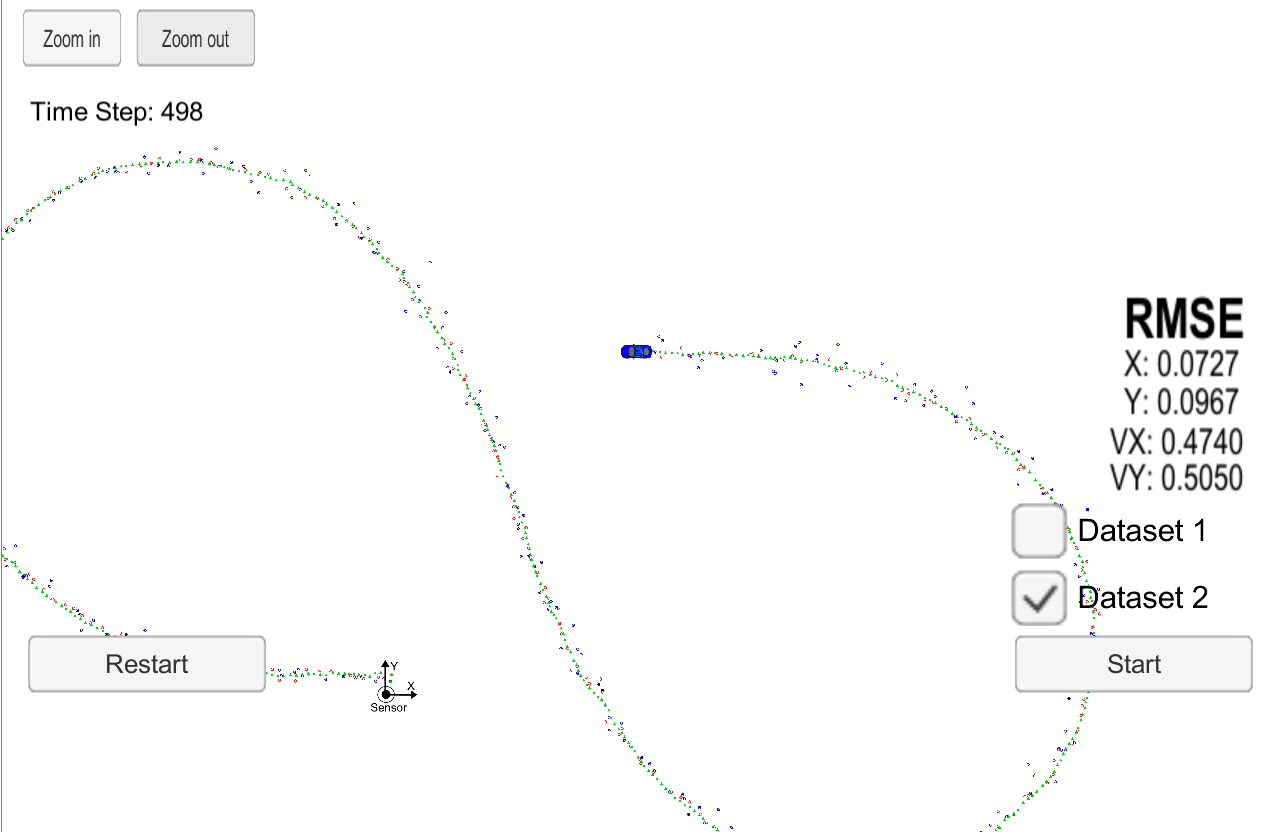 Zoom in
Zoom out
Time Step: 498
RMSE
X: 0.0727
Y: 0.0967
VX: 0.4740
VY: 0.5050
Dataset 1
Dataset 2
Restart
Start
Y
X
Sensor